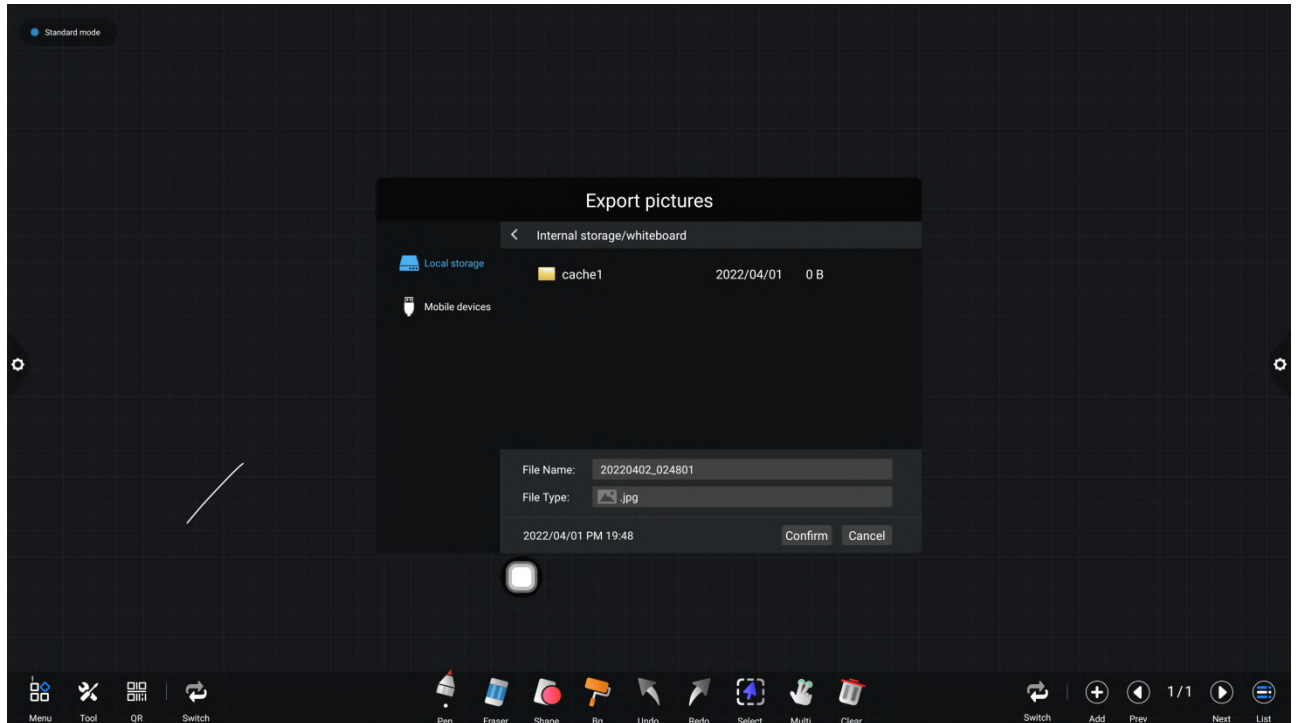 Standard mode
Export pictures
Internal storage/whiteboard
Local storage
cache1 2022/04/01 0 B
Mobile devices
File Name: 20220402_024801
File Type: .jpg
2022/04/01 PM 19:48 Confirm Cancel
1/1
Menu Tool QR Switch Pen Eraser Shape Bg Undo Redo Select Multi Clear Switch Add Prev Next List